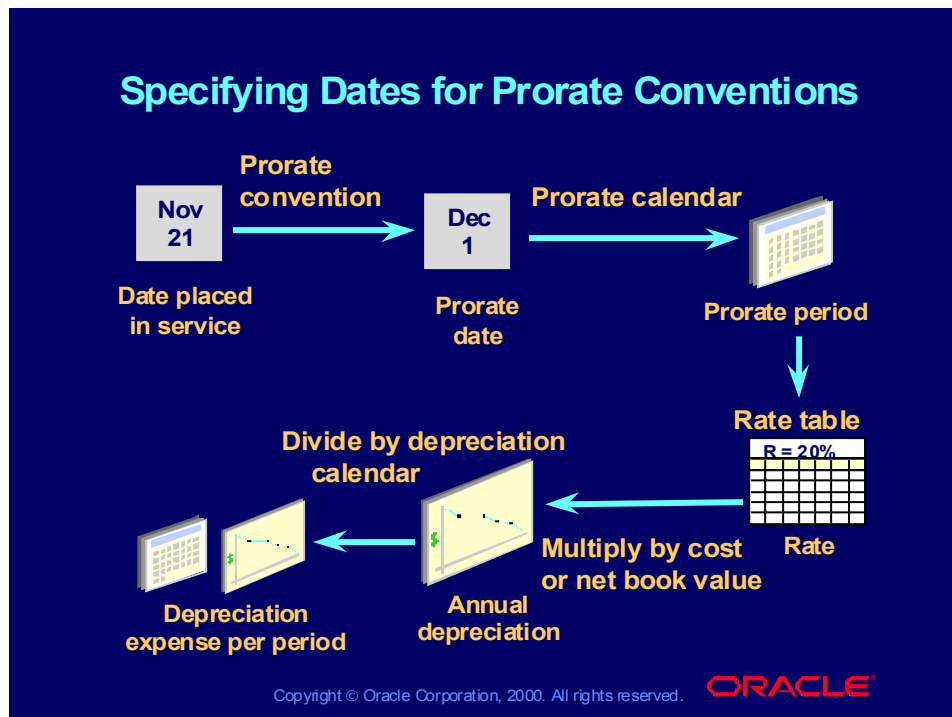 Specifying Dates for Prorate Conventions
Prorate
convention
Prorate calendar
Nov
21
Dec
1
Date placed
in service
Prorate
date
Prorate period
Rate table
R = 20%
Rate
Divide by depreciation
calendar
Multiply by cost
or net book value
$
$
Annual
depreciation
Depreciation
expense per period
Copyright © Oracle Corporation, 2000. All rights reserved.
ORACLE®